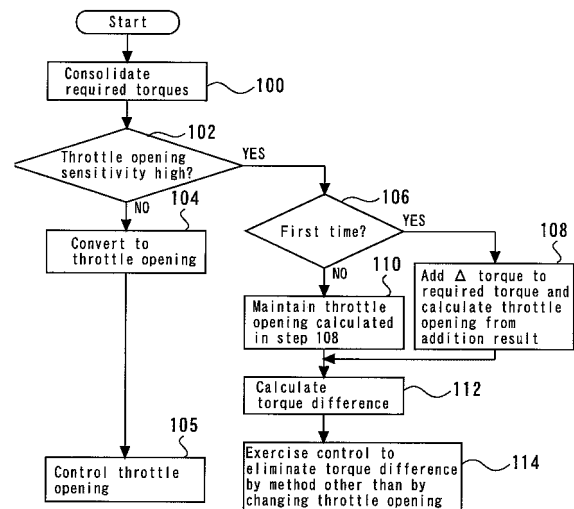 Start
Consolidate
required torques
100
102
Throttle opening
sensitivity high?
YES
NO
104
Convert to
throttle opening
106
First time?
YES
NO
108
Add Δ torque to
required torque and
calculate throttle
opening from
addition result
110
Maintain throttle
opening calculated
in step 108
Calculate
torque difference
112
105
Control throttle
opening
Exercise control to
eliminate torque difference
by method other than by
changing throttle opening
114